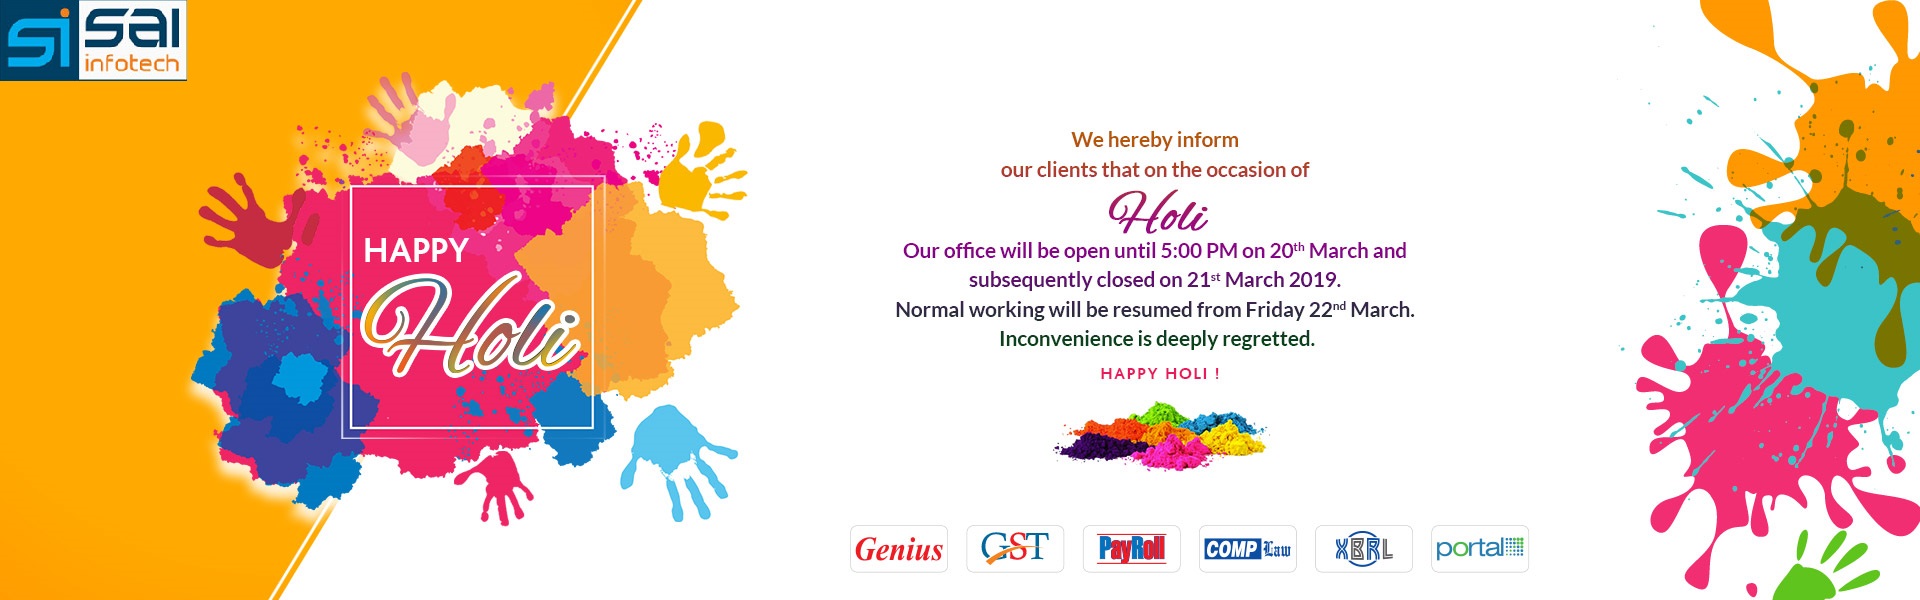 si sai
infotech
HAPPY
Holi
We hereby inform
our clients that on the occasion of
Holi
Our office will be open until 5:00 PM on 20th March and
subsequently closed on 21st March 2019.
Normal working will be resumed from Friday 22nd March.
Inconvenience is deeply regretted.
HAPPY HOLI !
Genius GST PayRoll COMP Law XBRL portal